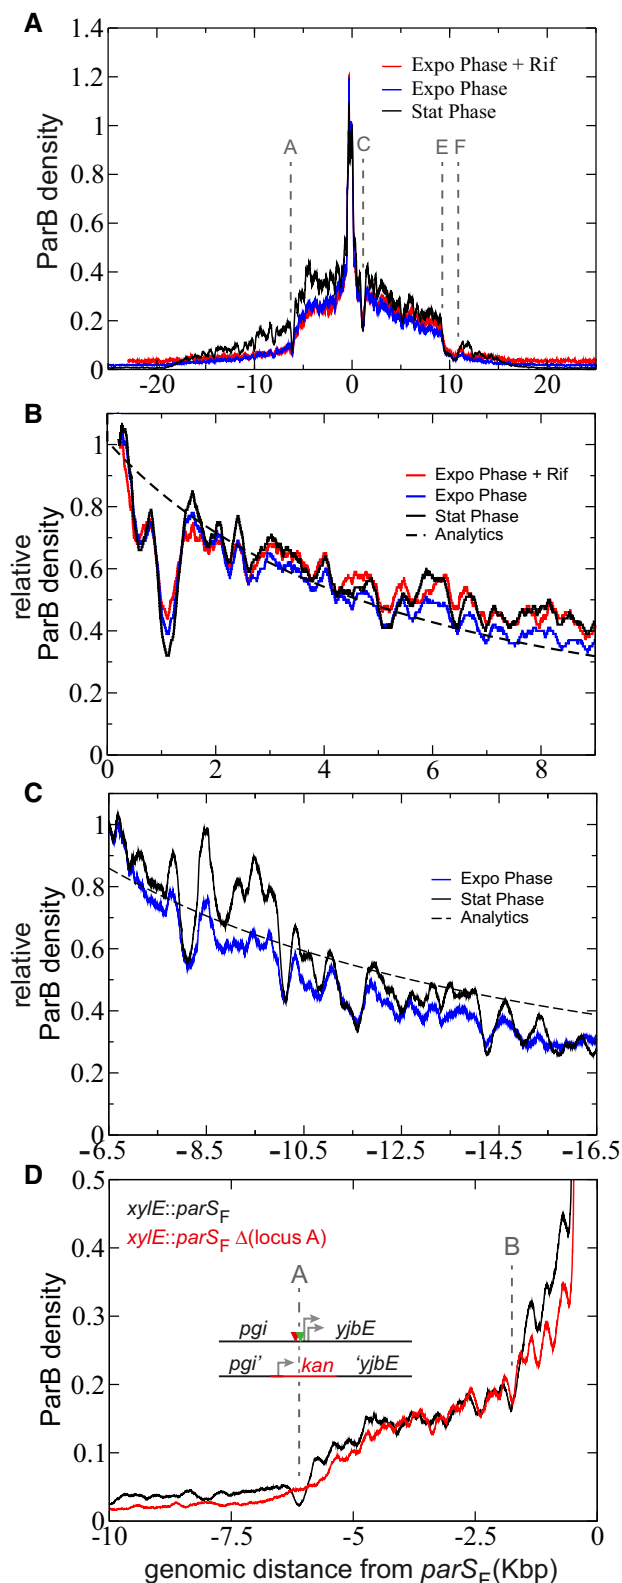 A
1.4
1.2
1
0.8
0.6
0.4
0.2
0
ParB density
Expo Phase + Rif
Expo Phase
Stat Phase
A
C
E
F
-20
-10
0
10
20
B
1
0.8
0.6
0.4
0.2
0
relative
ParB density
Expo Phase + Rif
Expo Phase
Stat Phase
Analytics
0
2
4
6
8
C
1
0.8
0.6
0.4
0.2
0
relative
ParB density
Expo Phase
Stat Phase
Analytics
-6.5
-8.5
-10.5
-12.5
-14.5
-16.5
D
0.5
0.4
0.3
0.2
0.1
0
ParB density
xylE::parSF
xylE::parSF Δ(locus A)
A
B
pgi
yjbE
pgi'
kan
'yjbE
-10
-7.5
-5
-2.5
0
genomic distance from parSF(Kbp)